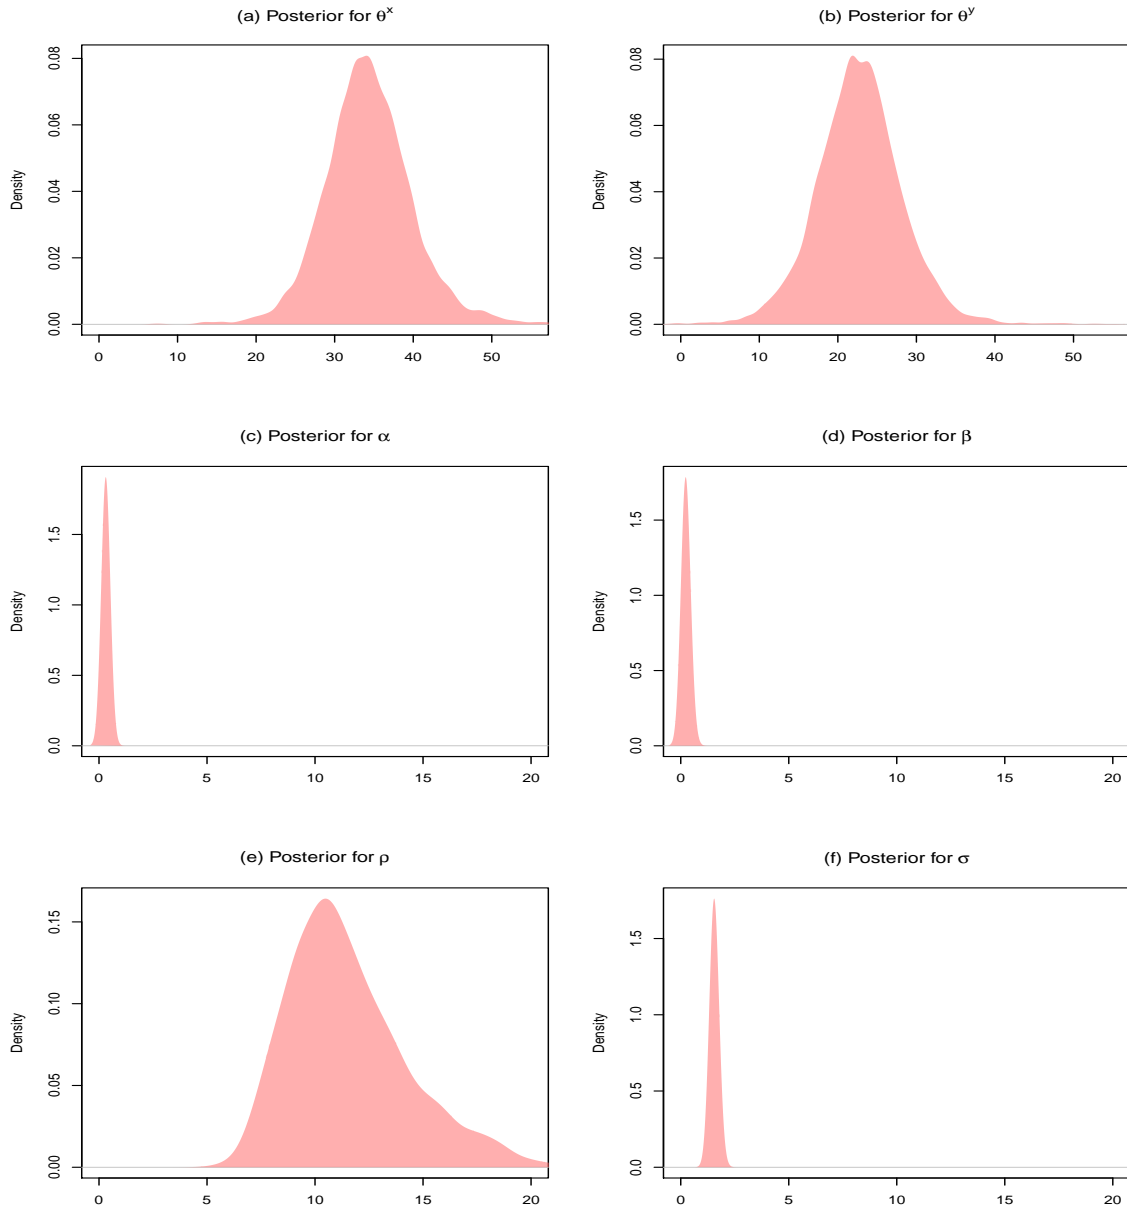 (a) Posterior for θ^x
Density
0.00 0.02 0.04 0.06 0.08
0 10 20 30 40 50
(b) Posterior for θ^y
Density
0.00 0.02 0.04 0.06 0.08
0 10 20 30 40 50
(c) Posterior for α
Density
0.0 0.5 1.0 1.5
0 5 10 15 20
(d) Posterior for β
Density
0.0 0.5 1.0 1.5
0 5 10 15 20
(e) Posterior for ρ
Density
0.00 0.05 0.10 0.15
0 5 10 15 20
(f) Posterior for σ
Density
0.0 0.5 1.0 1.5
0 5 10 15 20